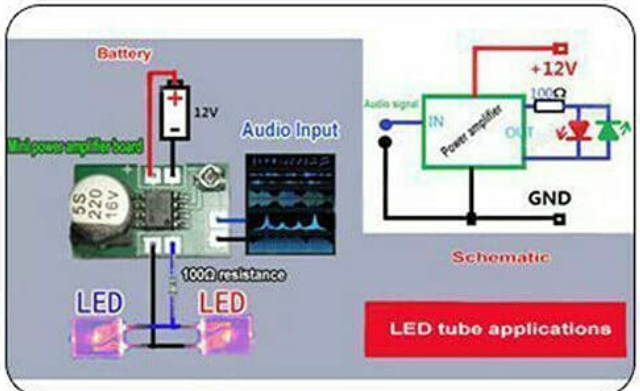 Battery
+12V
12V
100Ω
Audio signal
Audio Input
IN
Power amplifier
OUT
Mini power amplifier board
5S
220
16V
GND
100Ω resistance
Schematic
LED
LED
LED tube applications